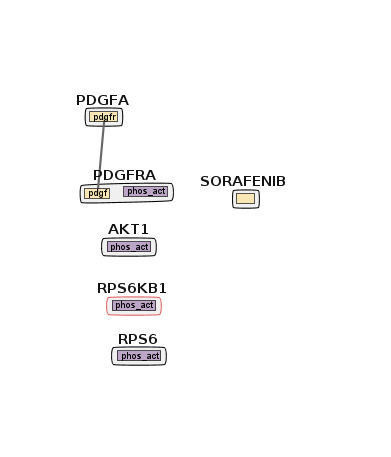 PDGFA
pdgfr
PDGFRA
pdgf phos_act
SORAFENIB
AKT1
phos_act
RPS6KB1
phos_act
RPS6
phos_act